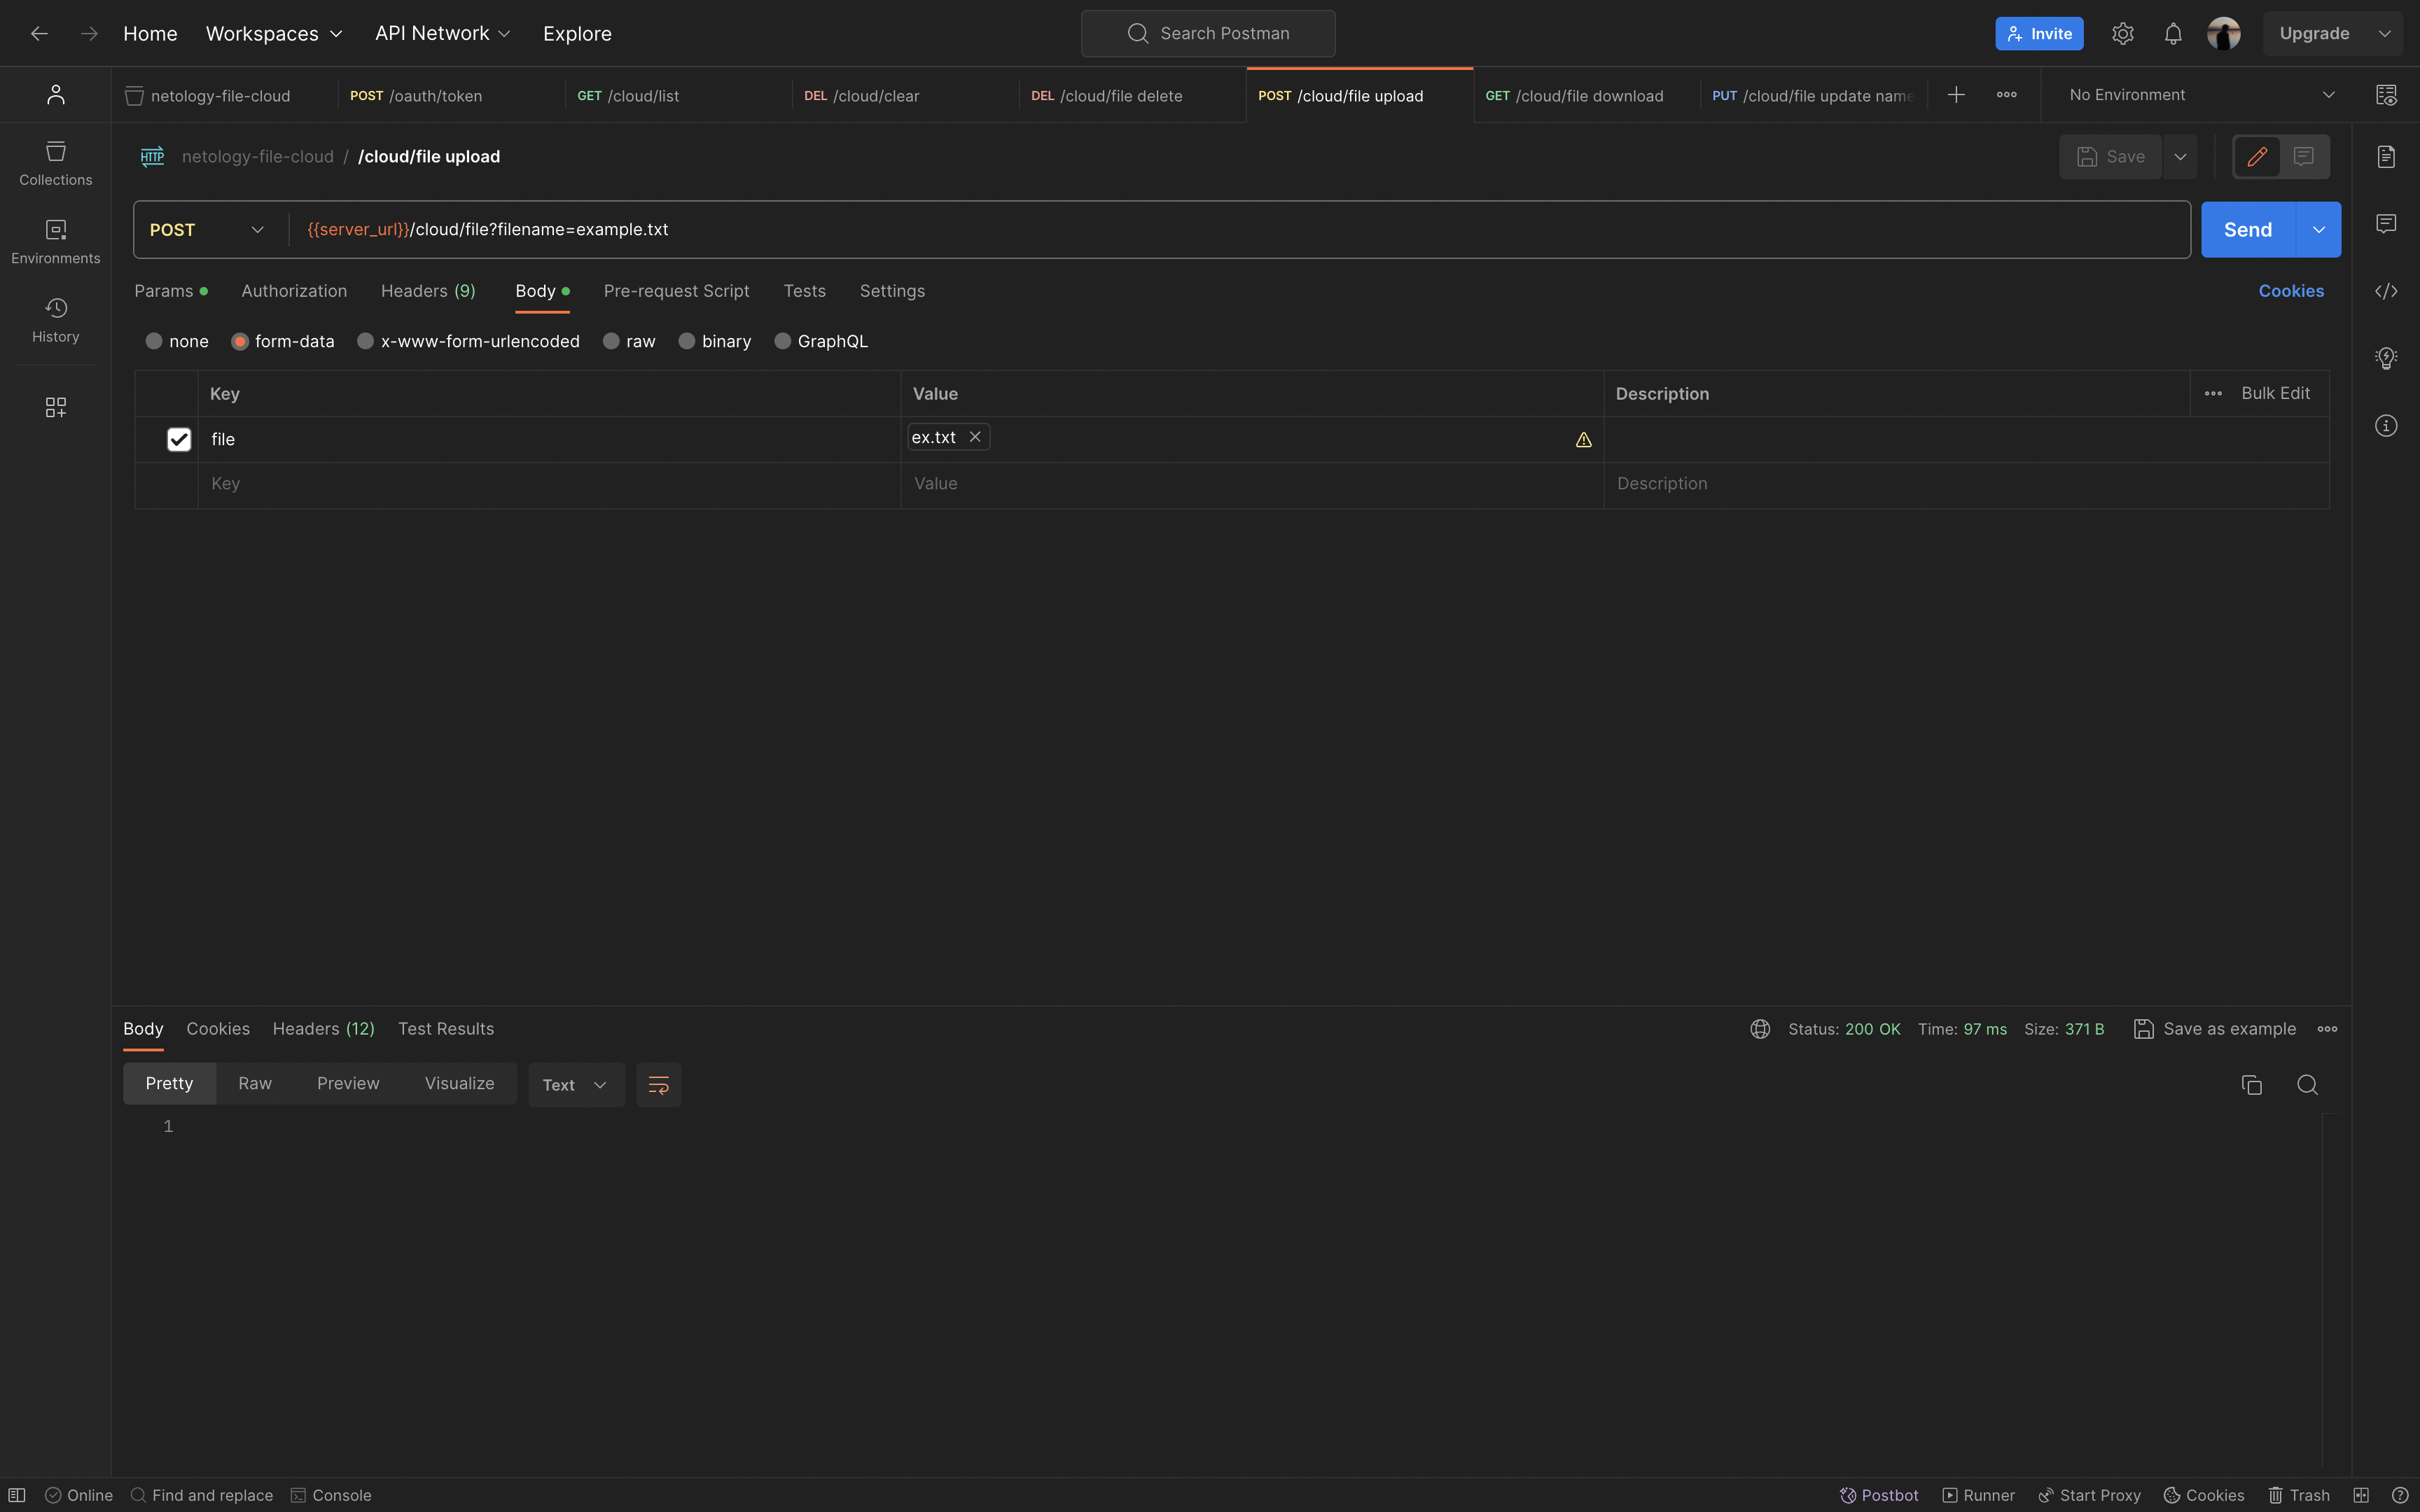 Home Workspaces API Network Explore Search Postman Invite Upgrade
netology-file-cloud POST /oauth/token GET /cloud/list DEL /cloud/clear DEL /cloud/file delete POST /cloud/file upload GET /cloud/file download PUT /cloud/file update name No Environment
HTTP netology-file-cloud / /cloud/file upload Save
Collections
POST {{server_url}}/cloud/file?filename=example.txt Send
Environments
Params Authorization Headers (9) Body Pre-request Script Tests Settings Cookies
History
none form-data x-www-form-urlencoded raw binary GraphQL
Key Value Description Bulk Edit
file ex.txt
Key Value Description
Body Cookies Headers (12) Test Results Status: 200 OK Time: 97 ms Size: 371 B Save as example
Pretty Raw Preview Visualize Text
1
Online Find and replace Console Postbot Runner Start Proxy Cookies Trash